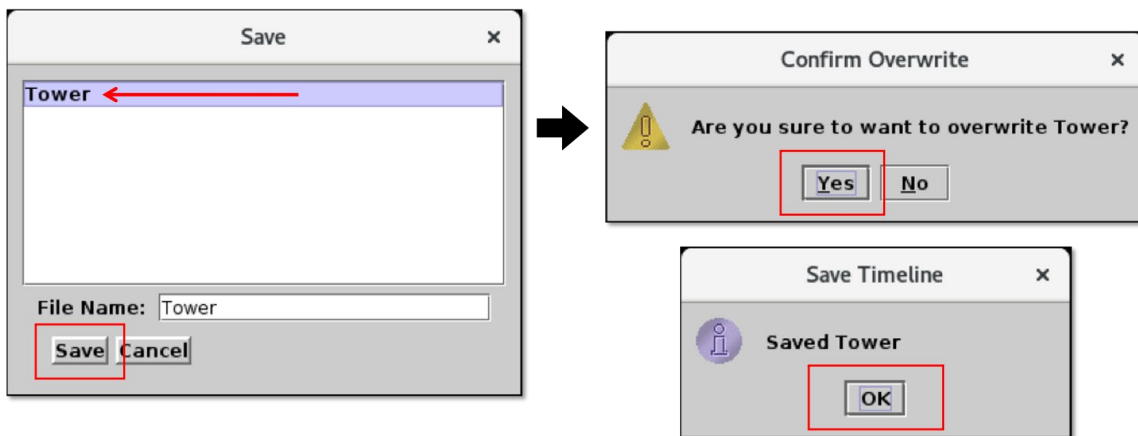 Save
Tower
File Name: Tower
Save Cancel
Confirm Overwrite
Are you sure to want to overwrite Tower?
Yes No
Save Timeline
Saved Tower
OK